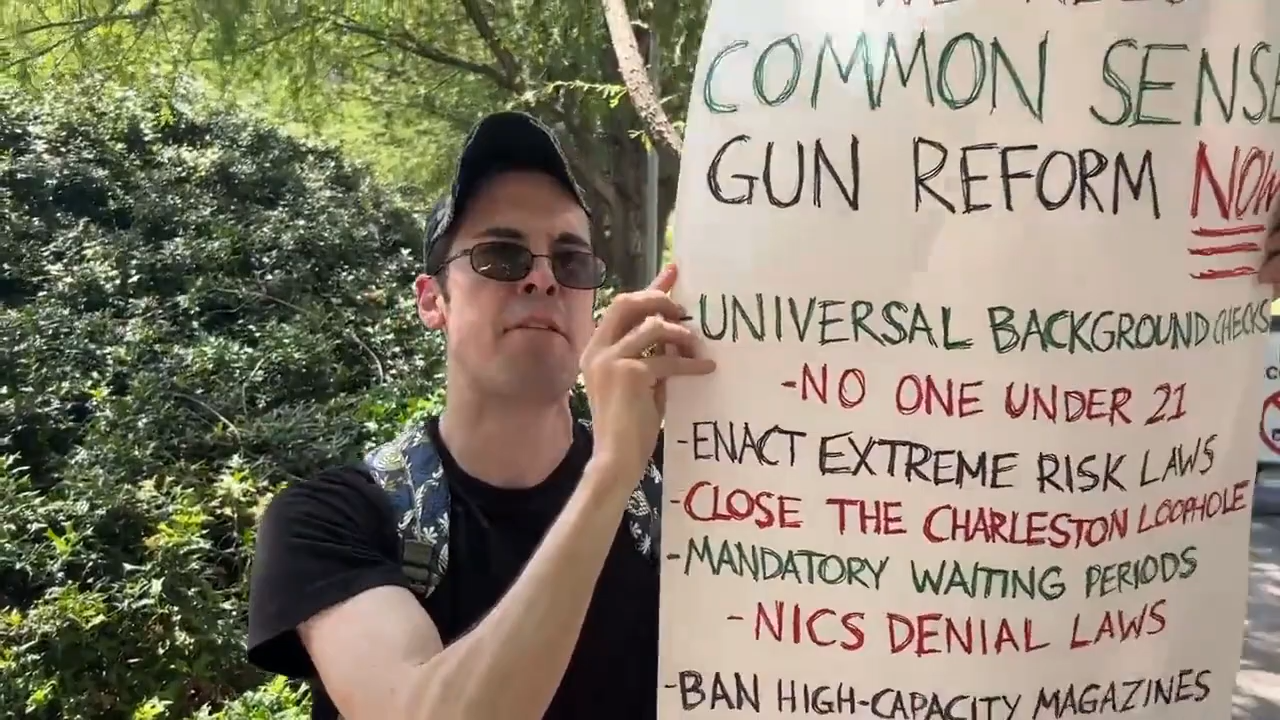 COMMON SENSE
GUN REFORM NOW
-UNIVERSAL BACKGROUND CHECKS
-NO ONE UNDER 21
-ENACT EXTREME RISK LAWS
-CLOSE THE CHARLESTON LOOPHOLE
-MANDATORY WAITING PERIODS
-NICS DENIAL LAWS
-BAN HIGH-CAPACITY MAGAZINES